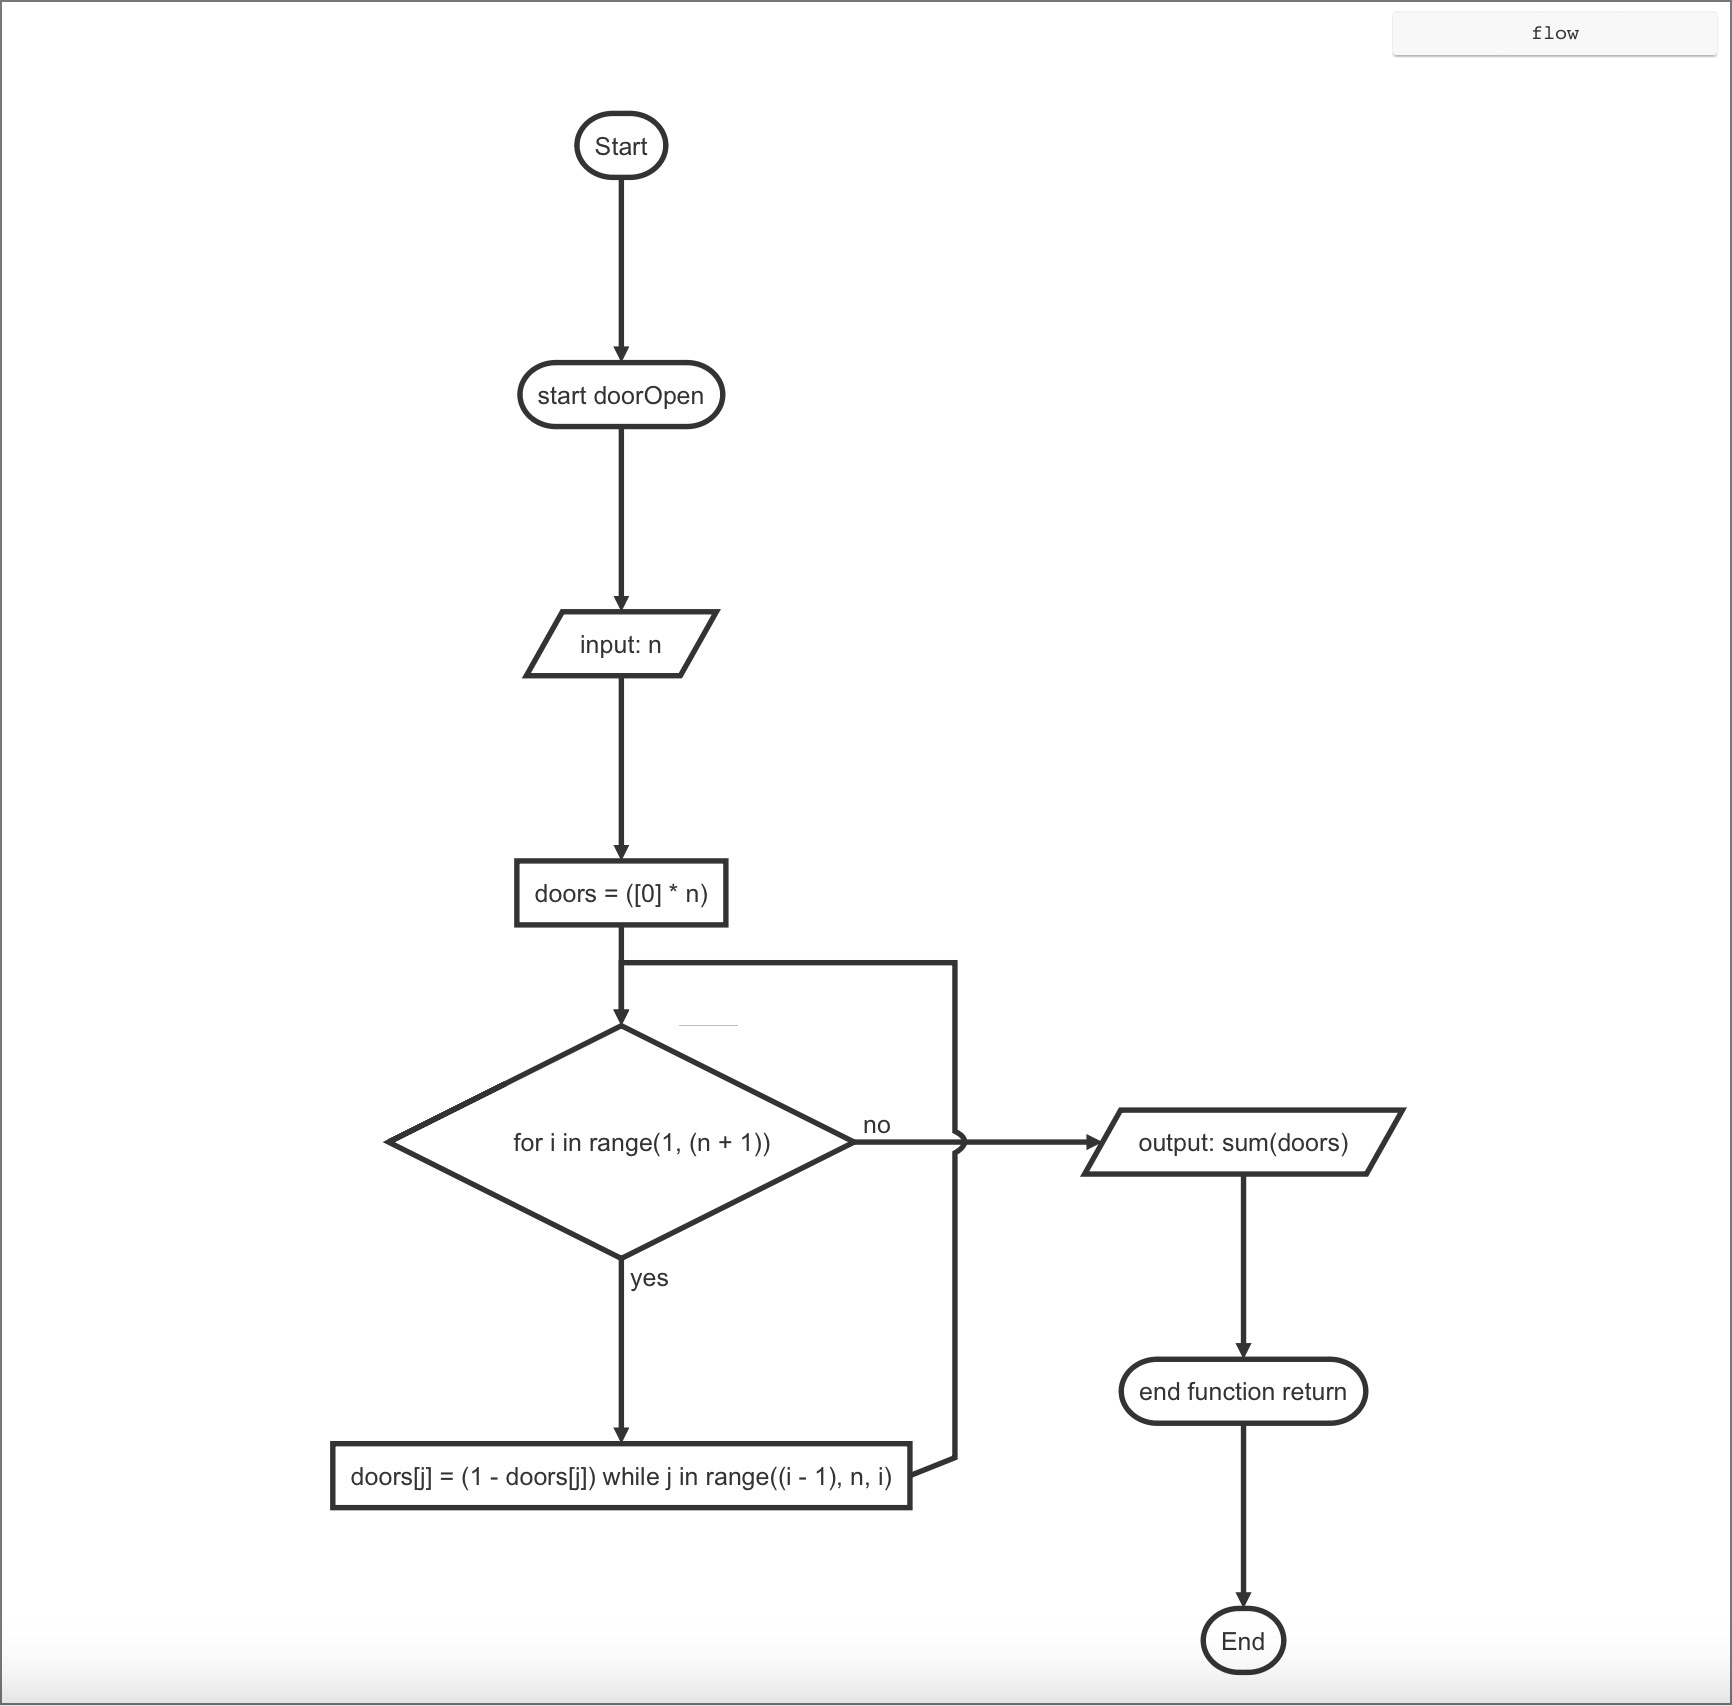 flow
Start
start doorOpen
input: n
doors = ([0] * n)
for i in range(1, (n + 1))
no
output: sum(doors)
yes
end function return
doors[j] = (1 - doors[j]) while j in range((i - 1), n, i)
End